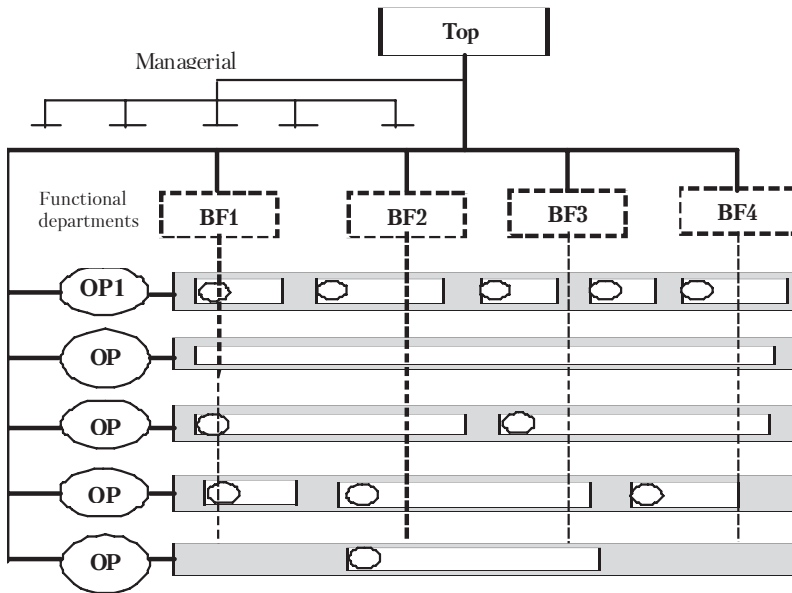 Top
Managerial
Functional
departments
BF1
BF2
BF3
BF4
OP1
OP
OP
OP
OP